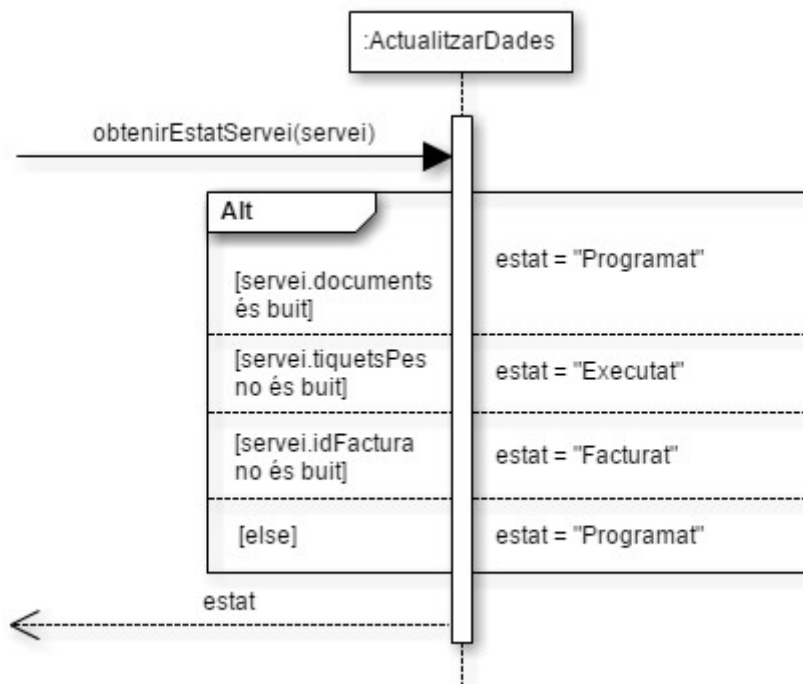 :ActualitzarDades
obtenirEstatServei(servei)
Alt
estat = "Programat"
[servei.documents
és buit]
[servei.tiquetsPes
no és buit]
estat = "Executat"
[servei.idFactura
no és buit]
estat = "Facturat"
[else]
estat = "Programat"
estat